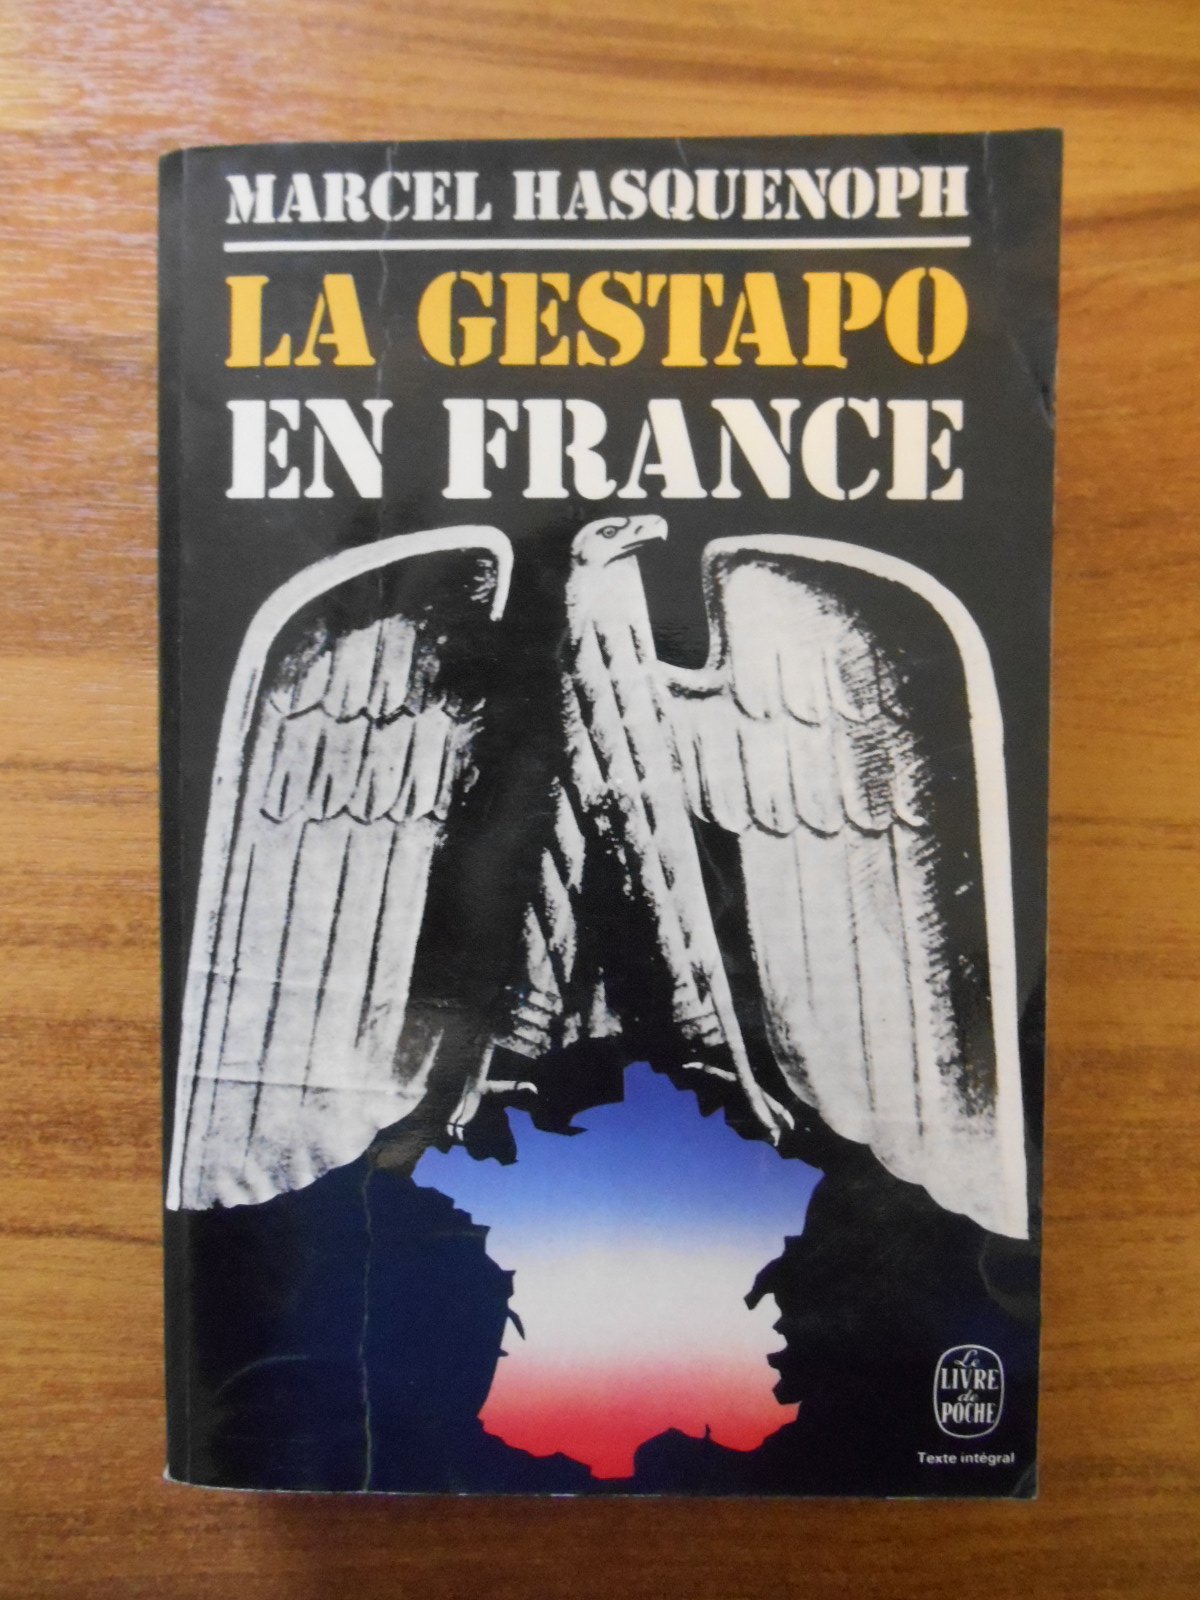 MARCEL HASQUENOPH
LA GESTAPO
EN FRANCE
Le
LIVRE
de
POCHE
Texte intégral